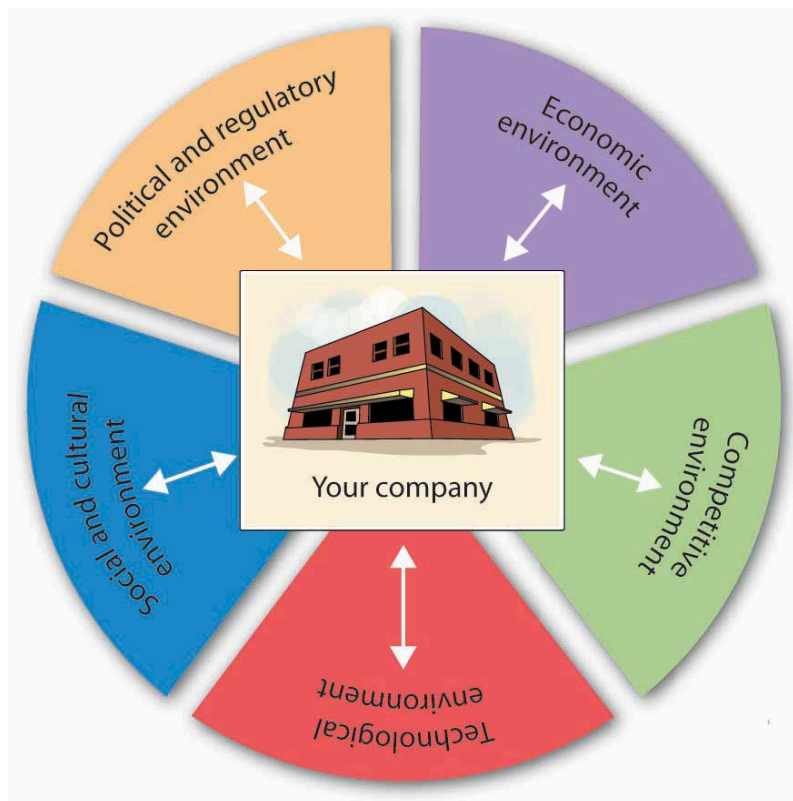 Political and regulatory
environment
Economic
environment
Competitive
environment
Technological
environment
Social and cultural
environment
Your company